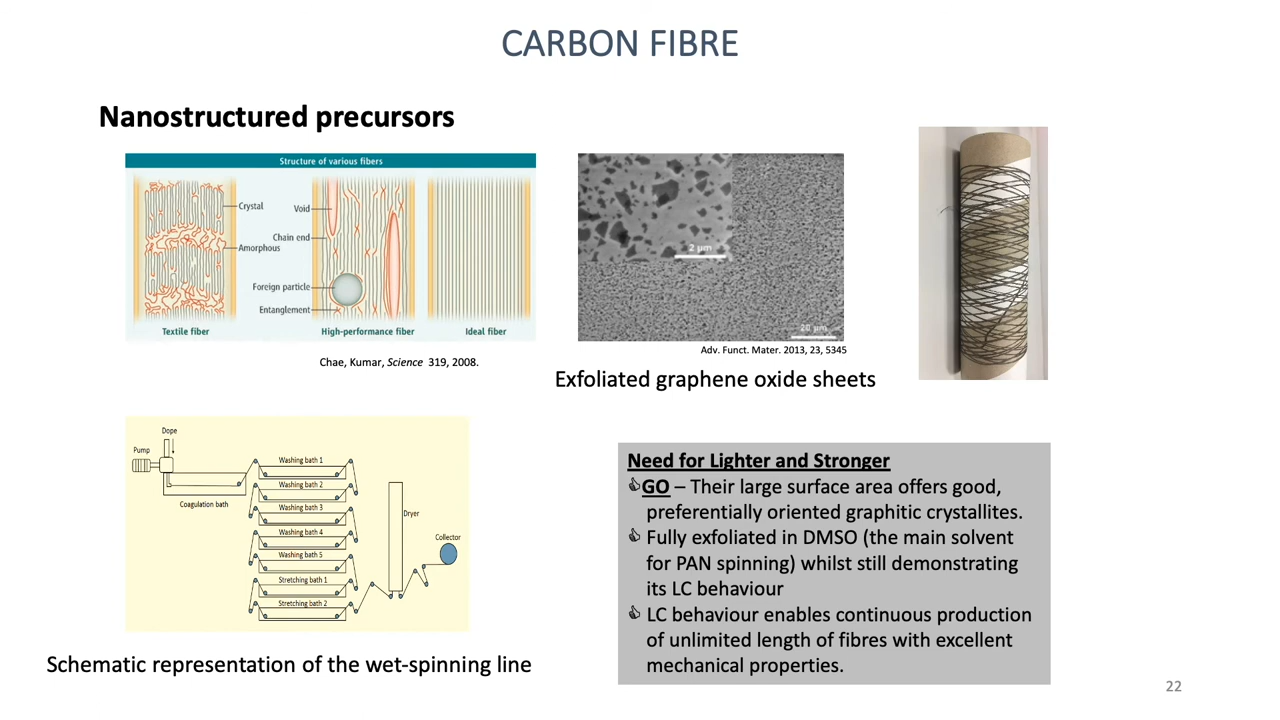 CARBON FIBRE
Nanostructured precursors
Structure of various fibers
Crystal
Amorphous
Void
Chain end
Foreign particle
Entanglement
Textile fiber
High-performance fiber
Ideal fiber
Chae, Kumar, Science 319, 2008.
2 µm
20 µm
Adv. Funct. Mater. 2013, 23, 5345
Exfoliated graphene oxide sheets
Dope
Pump
Coagulation bath
Washing bath 1
Washing bath 2
Washing bath 3
Washing bath 4
Washing bath 5
Stretching bath 1
Stretching bath 2
Dryer
Collector
Schematic representation of the wet-spinning line
Need for Lighter and Stronger
👍GO – Their large surface area offers good,
preferentially oriented graphitic crystallites.
👍 Fully exfoliated in DMSO (the main solvent
for PAN spinning) whilst still demonstrating
its LC behaviour
👍 LC behaviour enables continuous production
of unlimited length of fibres with excellent
mechanical properties.
22